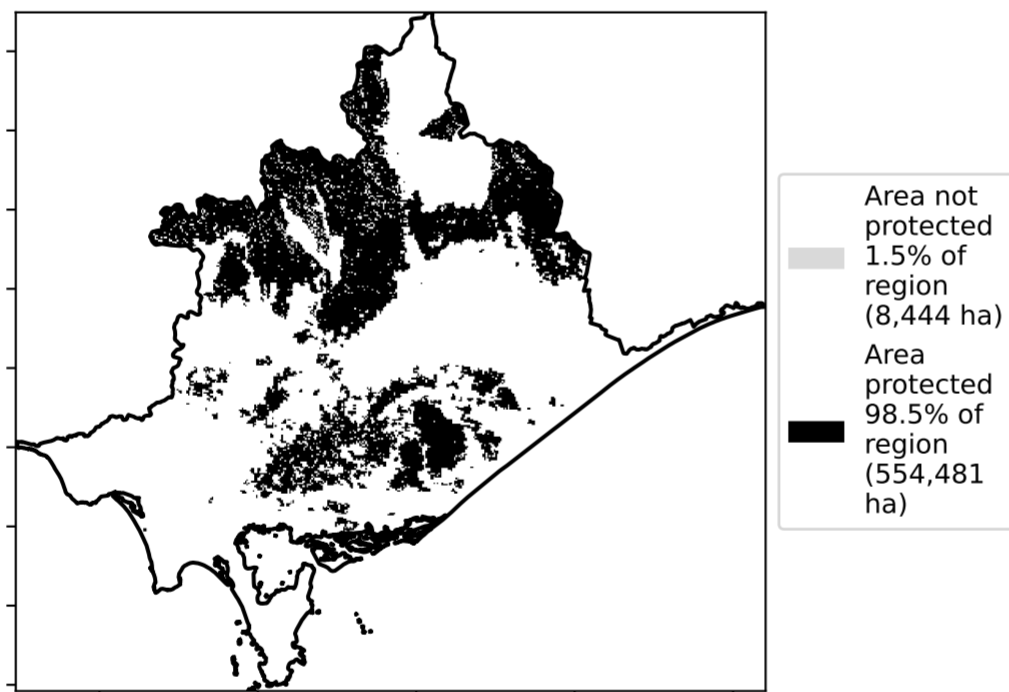 Area not
protected
1.5% of
region
(8,444 ha)
Area
protected
98.5% of
region
(554,481
ha)